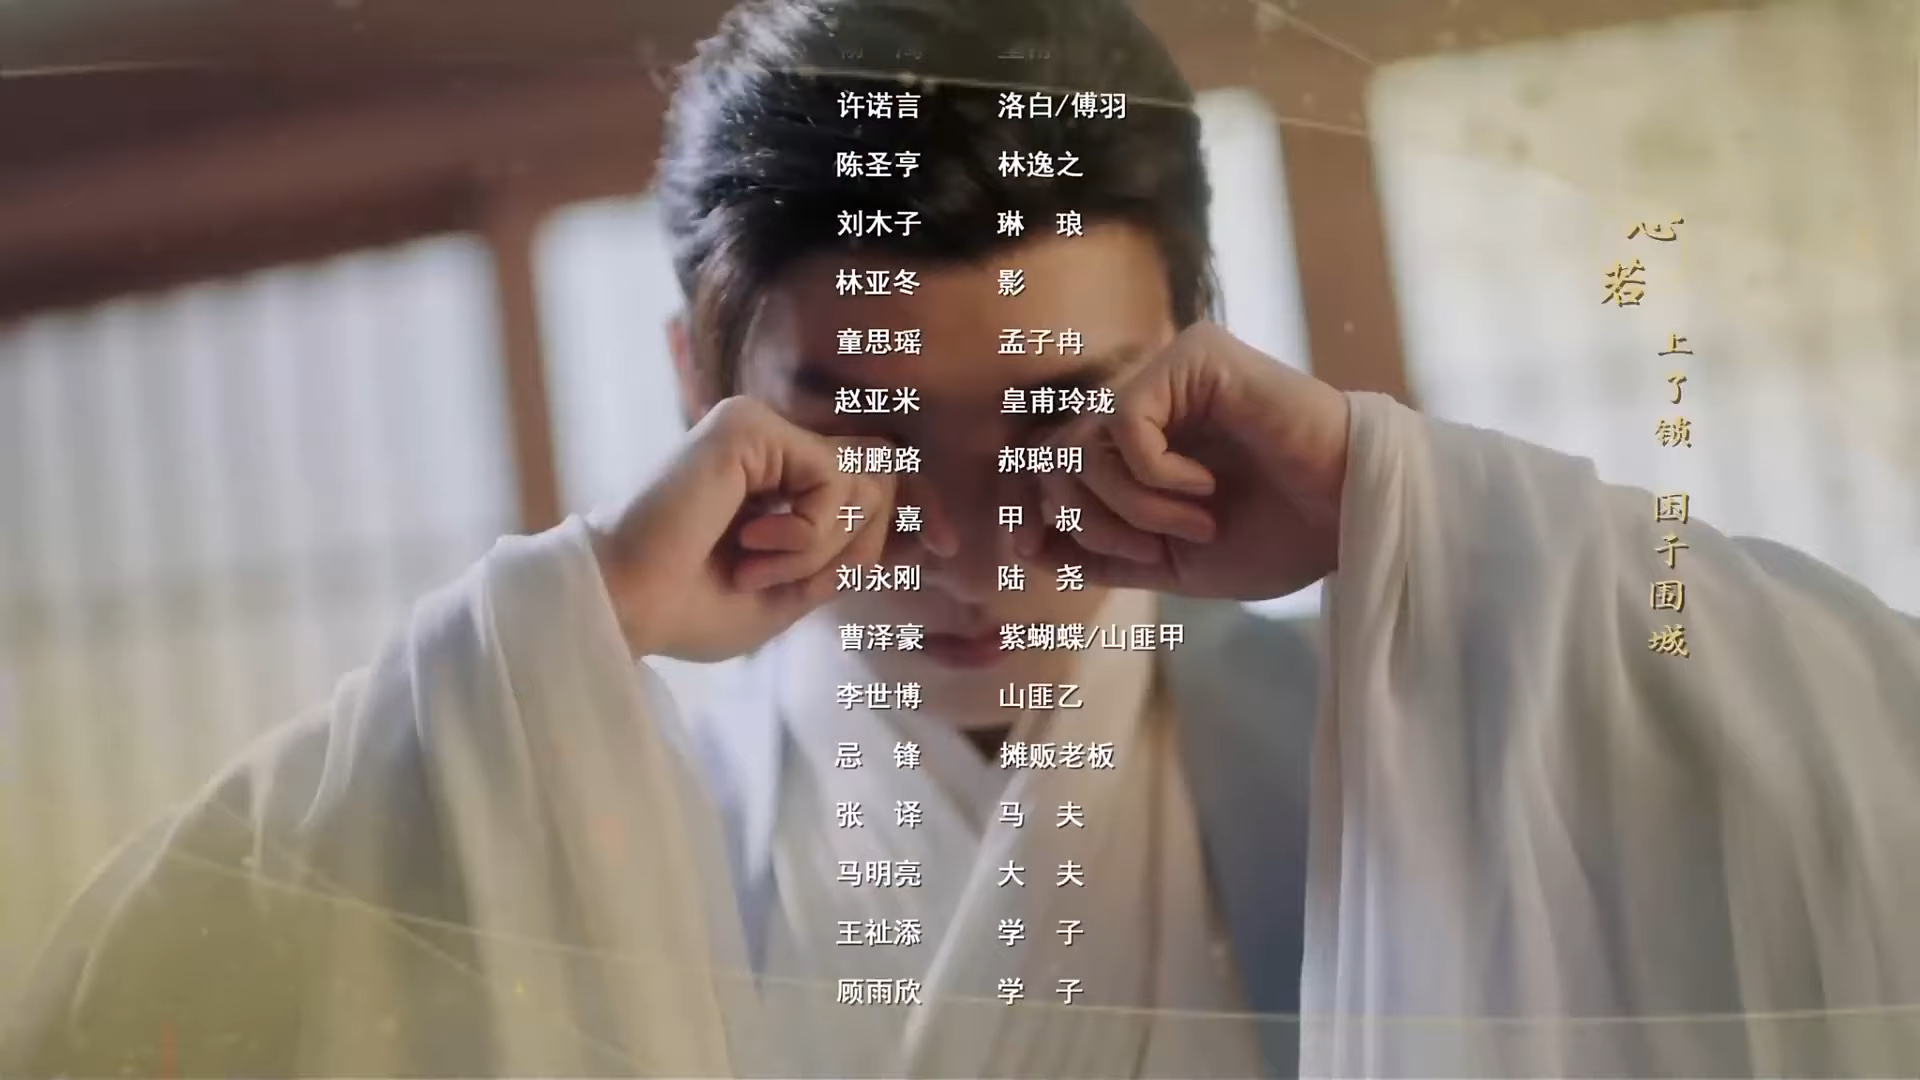 许诺言 洛白/傅羽
陈圣亨 林逸之
刘木子 琳 琅
林亚冬 影
童思瑶 孟子冉
赵亚米 皇甫玲珑
谢鹏路 郝聪明
于 嘉 甲 叔
刘永刚 陆 尧
曹泽豪 紫蝴蝶/山匪甲
李世博 山匪乙
忌 锋 摊贩老板
张 译 马 夫
马明亮 大 夫
王祉添 学 子
顾雨欣 学 子
心若
上了锁 困于围城